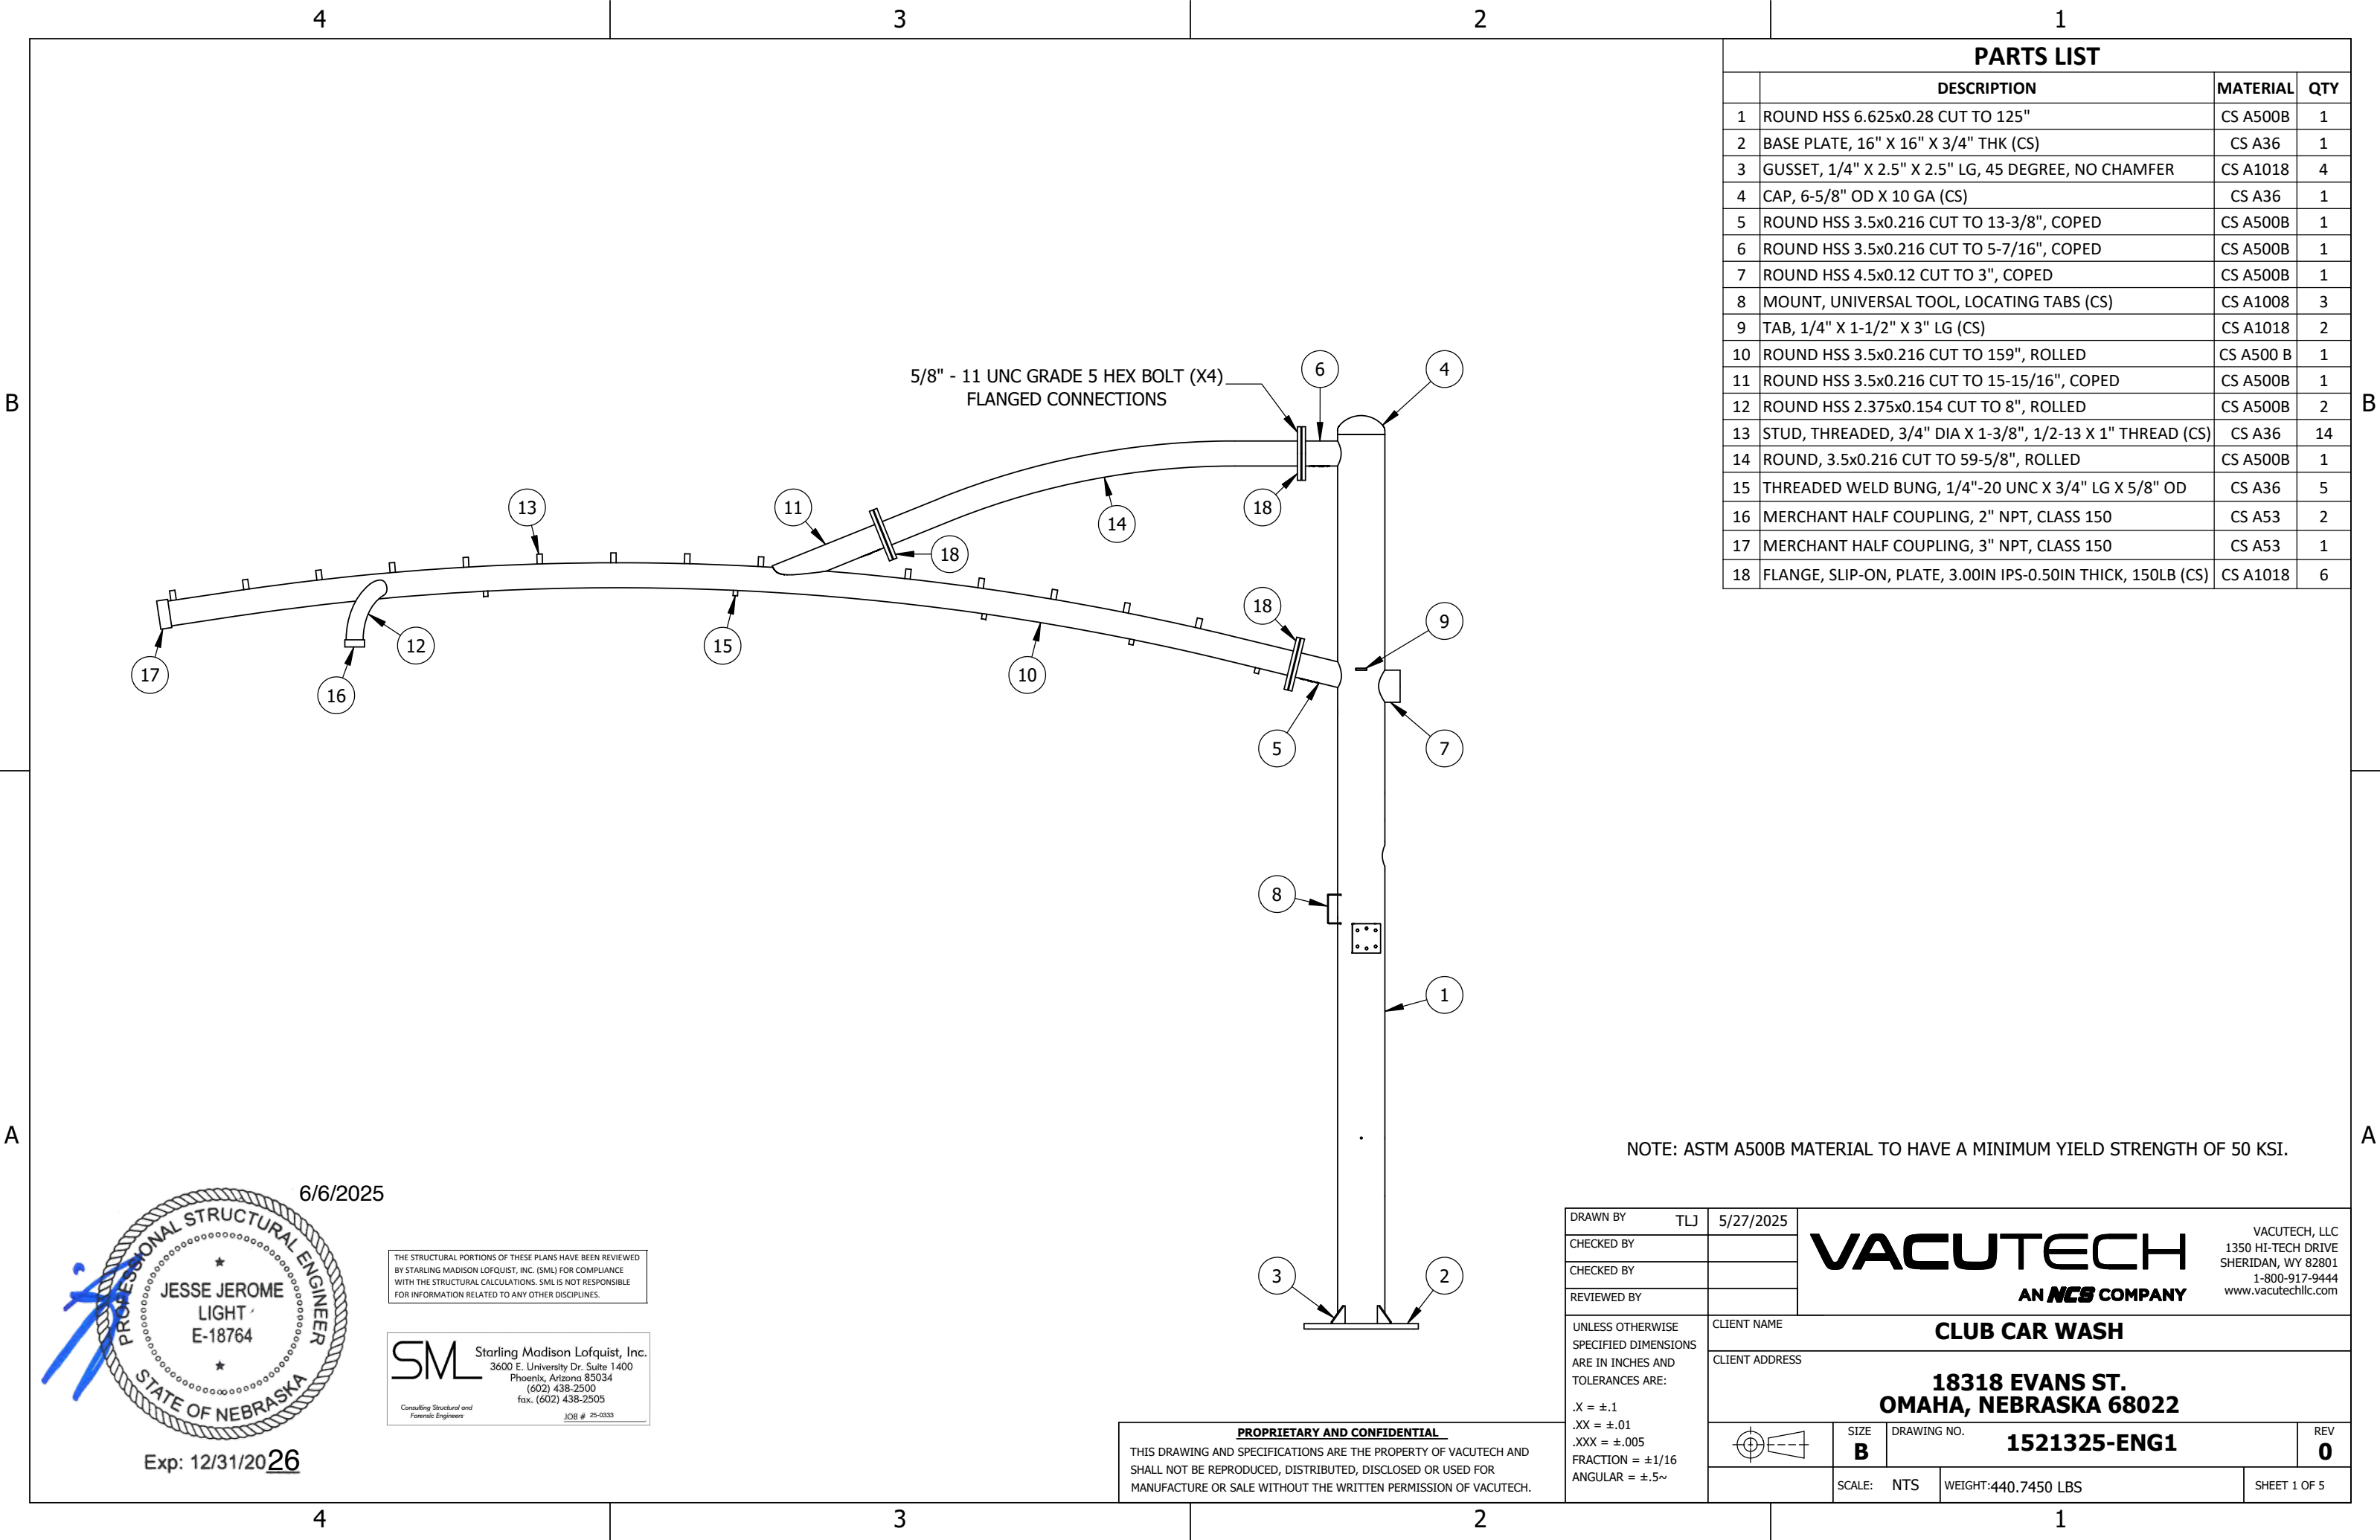 4 3 2 1
PARTS LIST
DESCRIPTION MATERIAL QTY
1 ROUND HSS 6.625x0.28 CUT TO 125" CS A500B 1
2 BASE PLATE, 16" X 16" X 3/4" THK (CS) CS A36 1
3 GUSSET, 1/4" X 2.5" X 2.5" LG, 45 DEGREE, NO CHAMFER CS A1018 4
4 CAP, 6-5/8" OD X 10 GA (CS) CS A36 1
5 ROUND HSS 3.5x0.216 CUT TO 13-3/8", COPED CS A500B 1
6 ROUND HSS 3.5x0.216 CUT TO 5-7/16", COPED CS A500B 1
7 ROUND HSS 4.5x0.12 CUT TO 3", COPED CS A500B 1
8 MOUNT, UNIVERSAL TOOL, LOCATING TABS (CS) CS A1008 3
9 TAB, 1/4" X 1-1/2" X 3" LG (CS) CS A1018 2
10 ROUND HSS 3.5x0.216 CUT TO 159", ROLLED CS A500 B 1
11 ROUND HSS 3.5x0.216 CUT TO 15-15/16", COPED CS A500B 1
12 ROUND HSS 2.375x0.154 CUT TO 8", ROLLED CS A500B 2
13 STUD, THREADED, 3/4" DIA X 1-3/8", 1/2-13 X 1" THREAD (CS) CS A36 14
14 ROUND, 3.5x0.216 CUT TO 59-5/8", ROLLED CS A500B 1
15 THREADED WELD BUNG, 1/4"-20 UNC X 3/4" LG X 5/8" OD CS A36 5
16 MERCHANT HALF COUPLING, 2" NPT, CLASS 150 CS A53 2
17 MERCHANT HALF COUPLING, 3" NPT, CLASS 150 CS A53 1
18 FLANGE, SLIP-ON, PLATE, 3.00IN IPS-0.50IN THICK, 150LB (CS) CS A1018 6
5/8" - 11 UNC GRADE 5 HEX BOLT (X4)
FLANGED CONNECTIONS
6 4
B B
13 11 14 18
18
18 9
17 16 12 15 10
5 7
8
1
A A
3 2
NOTE: ASTM A500B MATERIAL TO HAVE A MINIMUM YIELD STRENGTH OF 50 KSI.
6/6/2025
PROFESSIONAL STRUCTURAL ENGINEER
JESSE JEROME
LIGHT
E-18764
STATE OF NEBRASKA
Exp: 12/31/2026
THE STRUCTURAL PORTIONS OF THESE PLANS HAVE BEEN REVIEWED
BY STARLING MADISON LOFQUIST, INC. (SML) FOR COMPLIANCE
WITH THE STRUCTURAL CALCULATIONS. SML IS NOT RESPONSIBLE
FOR INFORMATION RELATED TO ANY OTHER DISCIPLINES.
SML
Starling Madison Lofquist, Inc.
3600 E. University Dr. Suite 1400
Phoenix, Arizona 85034
(602) 438-2500
fax. (602) 438-2505
Consulting Structural and
Forensic Engineers
JOB # 25-0333
PROPRIETARY AND CONFIDENTIAL
THIS DRAWING AND SPECIFICATIONS ARE THE PROPERTY OF VACUTECH AND
SHALL NOT BE REPRODUCED, DISTRIBUTED, DISCLOSED OR USED FOR
MANUFACTURE OR SALE WITHOUT THE WRITTEN PERMISSION OF VACUTECH.
DRAWN BY TLJ 5/27/2025
CHECKED BY
CHECKED BY
REVIEWED BY
UNLESS OTHERWISE
SPECIFIED DIMENSIONS
ARE IN INCHES AND
TOLERANCES ARE:
.X = ±.1
.XX = ±.01
.XXX = ±.005
FRACTION = ±1/16
ANGULAR = ±.5~
VACUTECH
AN NCS COMPANY
VACUTECH, LLC
1350 HI-TECH DRIVE
SHERIDAN, WY 82801
1-800-917-9444
www.vacutechllc.com
CLIENT NAME
CLUB CAR WASH
CLIENT ADDRESS
18318 EVANS ST.
OMAHA, NEBRASKA 68022
SIZE
B
DRAWING NO.
1521325-ENG1
REV
0
SCALE: NTS WEIGHT:440.7450 LBS SHEET 1 OF 5
4 3 2 1